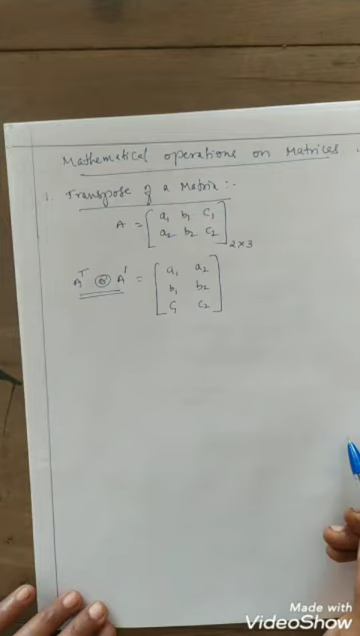 Mathematical operations on Matrices.
1. Transpose of a Matrix :-
A = [ a₁ b₁ c₁
a₂ b₂ c₂ ] 2×3
Aᵀ or A' = [ a₁ a₂
b₁ b₂
c₁ c₂ ]
Made with
VideoShow